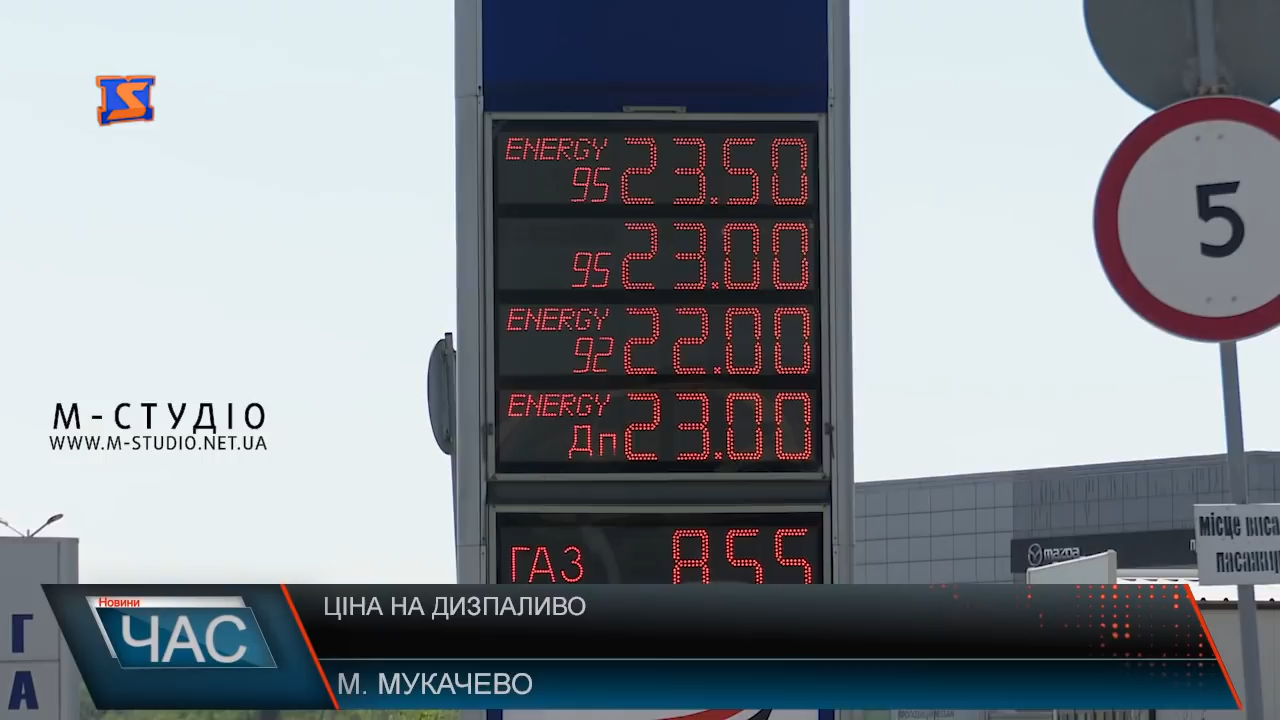 ENERGY
95 23.50
95 23.00
ENERGY
92 22.00
ENERGY
Дп 23.00
ГАЗ 8.55
5
М-СТУДІО
WWW.M-STUDIO.NET.UA
mazda
місце
Г
А
Новини
ЧАС
ЦІНА НА ДИЗПАЛИВО
М. МУКАЧЕВО